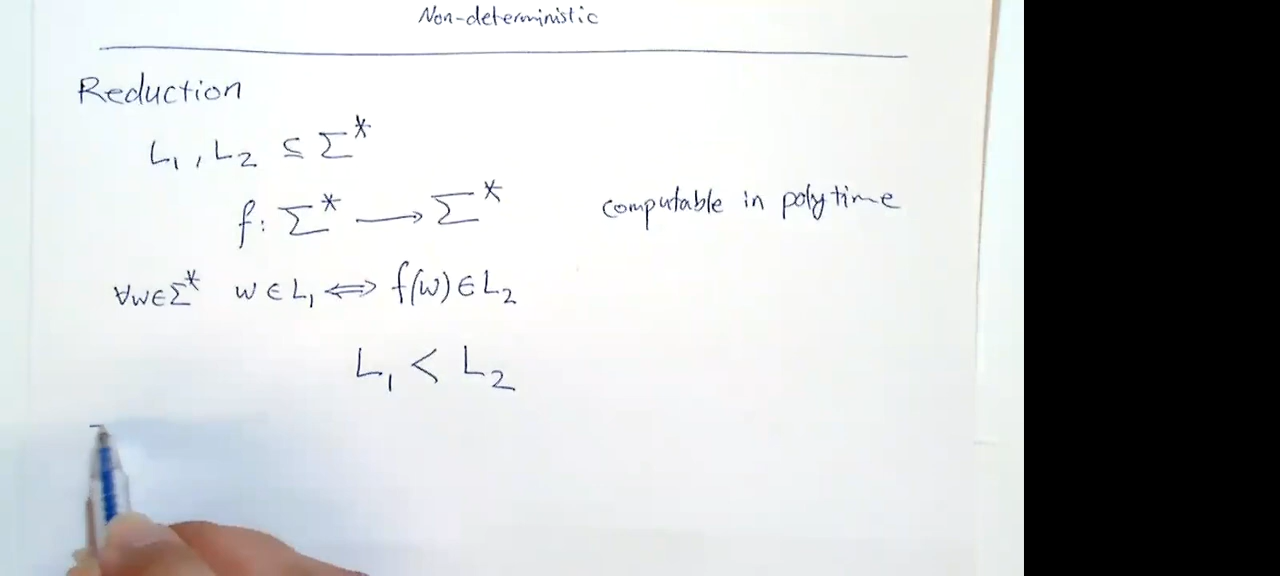 Non-deterministic
Reduction
L₁, L₂ ⊆ Σ*
f: Σ* ⟶ Σ* computable in polytime
∀w∈Σ* w ∈ L₁ ⟺ f(w) ∈ L₂
L₁ < L₂